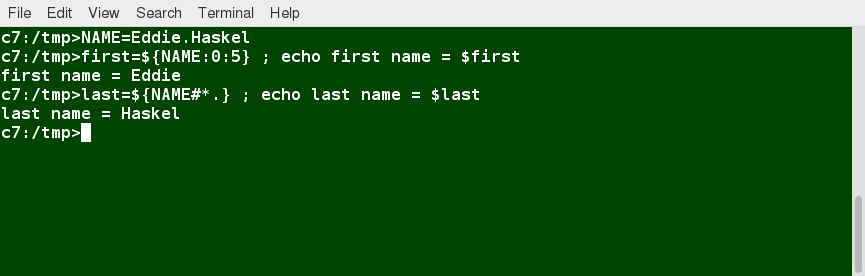 File Edit View Search Terminal Help
c7:/tmp>NAME=Eddie.Haskel
c7:/tmp>first=${NAME:0:5} ; echo first name = $first
first name = Eddie
c7:/tmp>last=${NAME#*.} ; echo last name = $last
last name = Haskel
c7:/tmp>